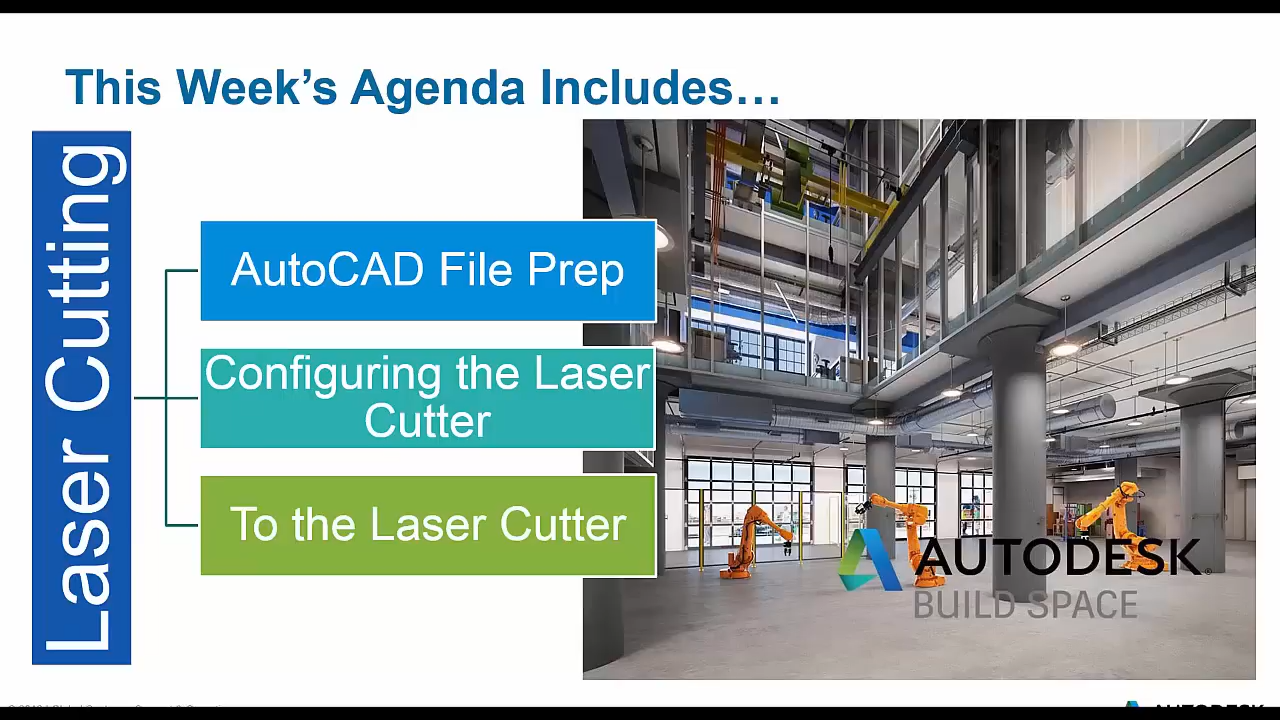 This Week's Agenda Includes…
Laser Cutting
AutoCAD File Prep
Configuring the Laser
Cutter
To the Laser Cutter
AUTODESK®
BUILD SPACE
AUTODESK